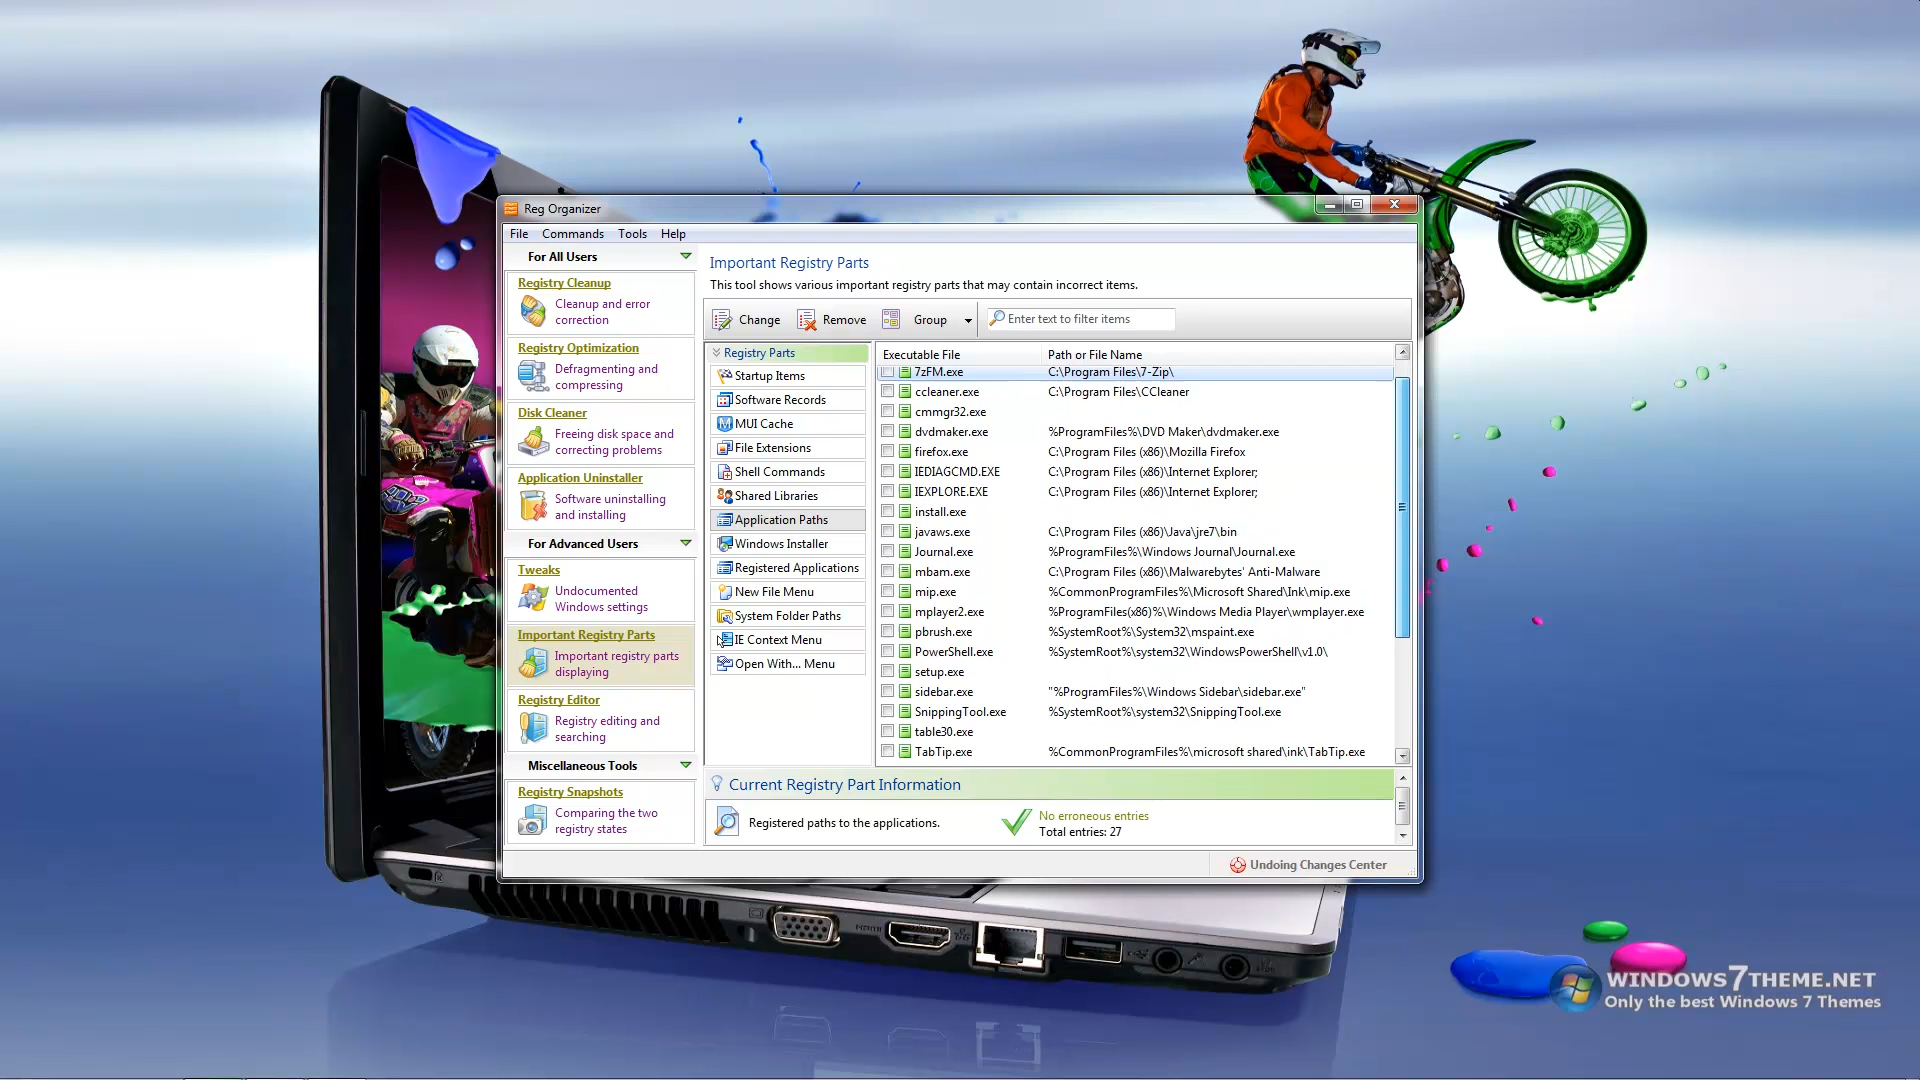 Reg Organizer
File Commands Tools Help
For All Users
Registry Cleanup
Cleanup and error
correction
Registry Optimization
Defragmenting and
compressing
Disk Cleaner
Freeing disk space and
correcting problems
Application Uninstaller
Software uninstalling
and installing
For Advanced Users
Tweaks
Undocumented
Windows settings
Important Registry Parts
Important registry parts
displaying
Registry Editor
Registry editing and
searching
Miscellaneous Tools
Registry Snapshots
Comparing the two
registry states
Important Registry Parts
This tool shows various important registry parts that may contain incorrect items.
Change Remove Group Enter text to filter items
Registry Parts
Startup Items
Software Records
MUI Cache
File Extensions
Shell Commands
Shared Libraries
Application Paths
Windows Installer
Registered Applications
New File Menu
System Folder Paths
IE Context Menu
Open With... Menu
Executable File Path or File Name
7zFM.exe C:\Program Files\7-Zip\
ccleaner.exe C:\Program Files\CCleaner
cmmgr32.exe
dvdmaker.exe %ProgramFiles%\DVD Maker\dvdmaker.exe
firefox.exe C:\Program Files (x86)\Mozilla Firefox
IEDIAGCMD.EXE C:\Program Files (x86)\Internet Explorer;
IEXPLORE.EXE C:\Program Files (x86)\Internet Explorer;
install.exe
javaws.exe C:\Program Files (x86)\Java\jre7\bin
Journal.exe %ProgramFiles%\Windows Journal\Journal.exe
mbam.exe C:\Program Files (x86)\Malwarebytes' Anti-Malware
mip.exe %CommonProgramFiles%\Microsoft Shared\Ink\mip.exe
mplayer2.exe %ProgramFiles(x86)%\Windows Media Player\wmplayer.exe
pbrush.exe %SystemRoot%\System32\mspaint.exe
PowerShell.exe %SystemRoot%\system32\WindowsPowerShell\v1.0\
setup.exe
sidebar.exe "%ProgramFiles%\Windows Sidebar\sidebar.exe"
SnippingTool.exe %SystemRoot%\system32\SnippingTool.exe
table30.exe
TabTip.exe %CommonProgramFiles%\microsoft shared\ink\TabTip.exe
Current Registry Part Information
Registered paths to the applications.
No erroneous entries
Total entries: 27
Undoing Changes Center
WINDOWS7THEME.NET
Only the best Windows 7 Themes